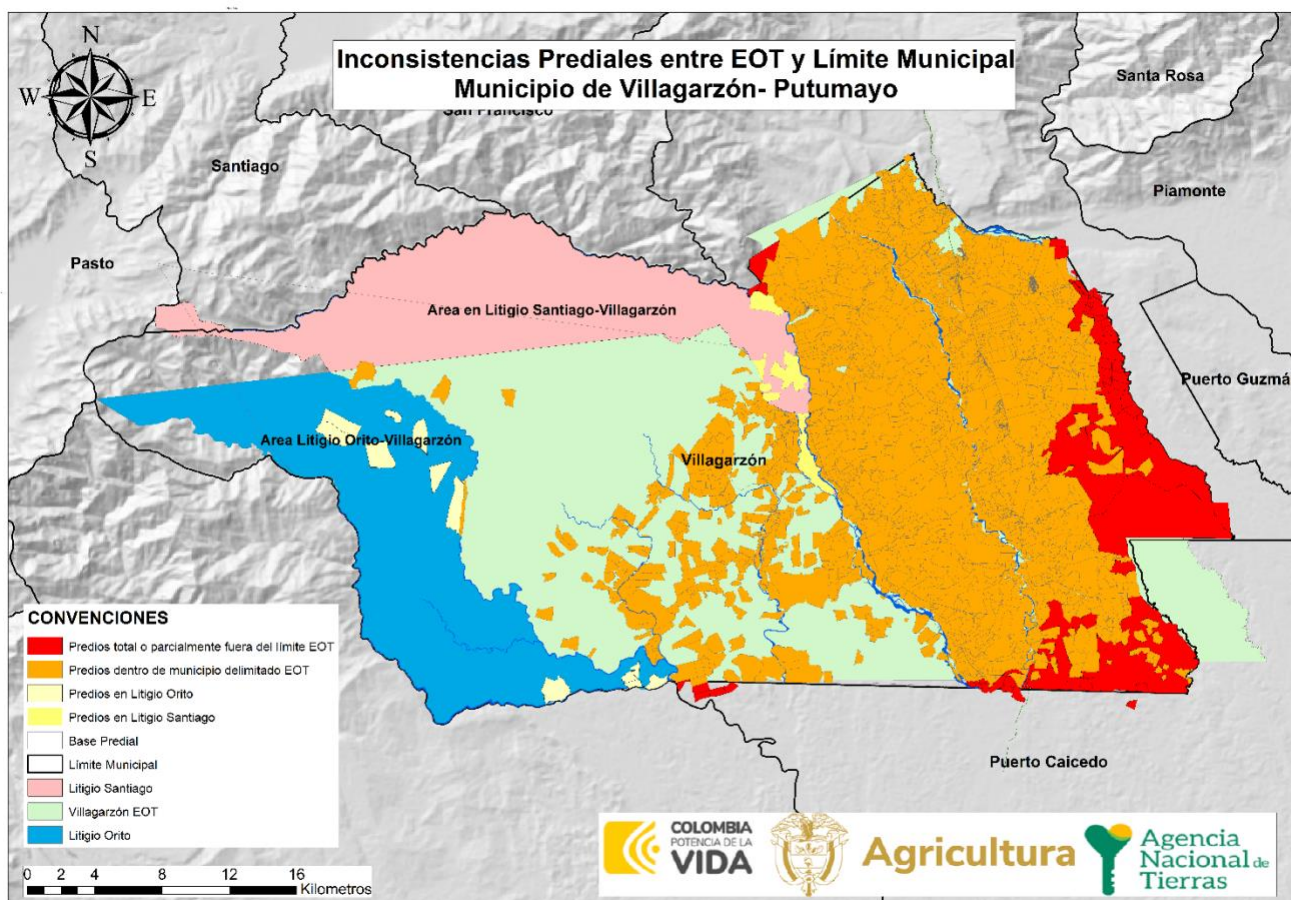 Inconsistencias Prediales entre EOT y Límite Municipal
Municipio de Villagarzón- Putumayo
N
W
E
S
Santa Rosa
San Francisco
Santiago
Piamonte
Pasto
Area en Litigio Santiago-Villagarzón
Puerto Guzmá
Area Litigio Orito-Villagarzón
Villagarzón
Puerto Caicedo
CONVENCIONES
Predios total o parcialmente fuera del límite EOT
Predios dentro de municipio delimitado EOT
Predios en Litigio Orito
Predios en Litigio Santiago
Base Predial
Límite Municipal
Litigio Santiago
Villagarzón EOT
Litigio Orito
0 2 4 8 12 16
Kilometros
COLOMBIA
POTENCIA DE LA
VIDA
Agricultura
Agencia
Nacional de
Tierras